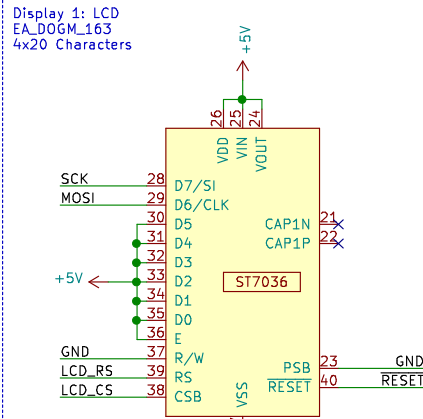 Display 1: LCD
EA_DOGM_163
4x20 Characters
+5V
26 25 24
VDD VIN VOUT
SCK 28 D7/SI
MOSI 29 D6/CLK
30 D5 CAP1N 21
31 D4 CAP1P 22
32 D3
+5V 33 D2 ST7036
34 D1
35 D0
36 E
GND 37 R/W PSB 23 GND
LCD_RS 39 RS RESET 40 RESET
LCD_CS 38 CSB VSS